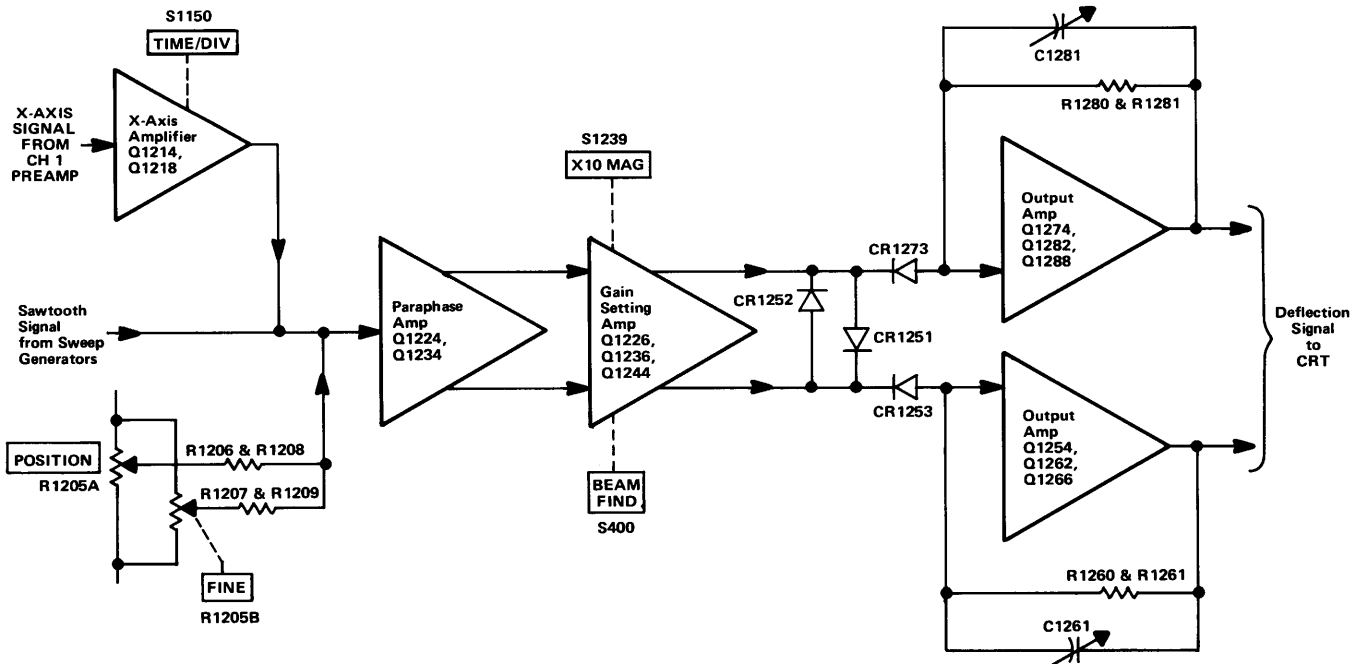 S1150
TIME/DIV
X-AXIS
SIGNAL
FROM
CH 1
PREAMP
X-Axis
Amplifier
Q1214,
Q1218
Sawtooth
Signal
from Sweep
Generators
POSITION
R1205A
R1206 & R1208
R1207 & R1209
FINE
R1205B
Paraphase
Amp
Q1224,
Q1234
S1239
X10 MAG
Gain
Setting
Amp
Q1226,
Q1236,
Q1244
BEAM
FIND
S400
CR1252
CR1251
CR1273
CR1253
C1281
R1280 & R1281
Output
Amp
Q1274,
Q1282,
Q1288
Output
Amp
Q1254,
Q1262,
Q1266
R1260 & R1261
C1261
Deflection
Signal
to
CRT